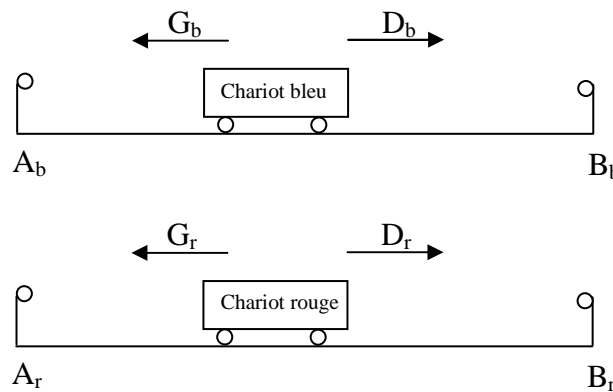 G_b D_b
Chariot bleu
A_b B_b
G_r D_r
Chariot rouge
A_r B_r